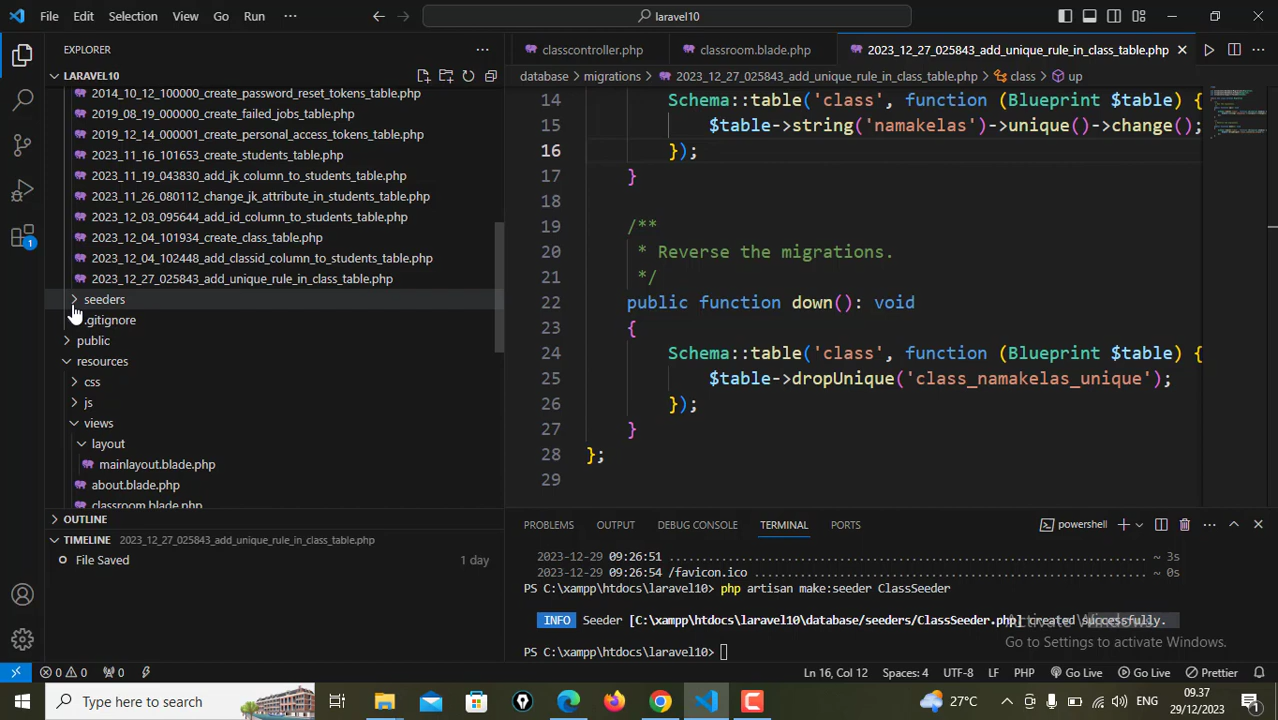 File Edit Selection View Go Run ··· laravel10
EXPLORER ···
LARAVEL10
2014_10_12_100000_create_password_reset_tokens_table.php
2019_08_19_000000_create_failed_jobs_table.php
2019_12_14_000001_create_personal_access_tokens_table.php
2023_11_16_101653_create_students_table.php
2023_11_19_043830_add_jk_column_to_students_table.php
2023_11_26_080112_change_jk_attribute_in_students_table.php
2023_12_03_095644_add_id_column_to_students_table.php
2023_12_04_101934_create_class_table.php
2023_12_04_102448_add_classid_column_to_students_table.php
2023_12_27_025843_add_unique_rule_in_class_table.php
seeders
.gitignore
public
resources
css
js
views
layout
mainlayout.blade.php
about.blade.php
classroom.blade.php
OUTLINE
TIMELINE 2023_12_27_025843_add_unique_rule_in_class_table.php
File Saved 1 day
1
classcontroller.php classroom.blade.php 2023_12_27_025843_add_unique_rule_in_class_table.php
database > migrations > 2023_12_27_025843_add_unique_rule_in_class_table.php > class > up
14 Schema::table('class', function (Blueprint $table) {
15 $table->string('namakelas')->unique()->change();
16 });
17 }
18
19 /**
20 * Reverse the migrations.
21 */
22 public function down(): void
23 {
24 Schema::table('class', function (Blueprint $table) {
25 $table->dropUnique('class_namakelas_unique');
26 });
27 }
28 };
29
PROBLEMS OUTPUT DEBUG CONSOLE TERMINAL PORTS powershell
2023-12-29 09:26:51 ........ ~ 3s
2023-12-29 09:26:54 /favicon.ico ........ ~ 0s
PS C:\xampp\htdocs\laravel10> php artisan make:seeder ClassSeeder
INFO Seeder [C:\xampp\htdocs\laravel10\database/seeders/ClassSeeder.php] created successfully.
PS C:\xampp\htdocs\laravel10>
Activate Windows
Go to Settings to activate Windows.
0 0 0 Ln 16, Col 12 Spaces: 4 UTF-8 LF PHP Go Live Go Live Prettier
Type here to search 27°C ENG 09.37
29/12/2023 1